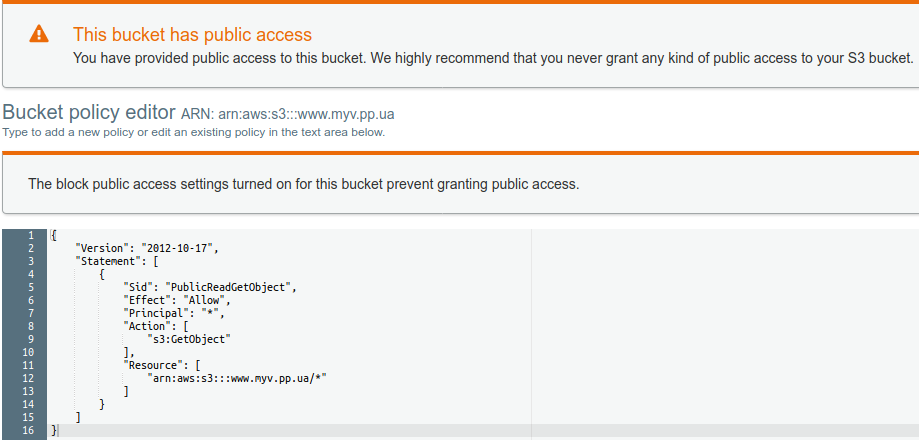 This bucket has public access
You have provided public access to this bucket. We highly recommend that you never grant any kind of public access to your S3 bucket.
Bucket policy editor ARN: arn:aws:s3:::www.myv.pp.ua
Type to add a new policy or edit an existing policy in the text area below.
The block public access settings turned on for this bucket prevent granting public access.
1 {
2 "Version": "2012-10-17",
3 "Statement": [
4 {
5 "Sid": "PublicReadGetObject",
6 "Effect": "Allow",
7 "Principal": "*",
8 "Action": [
9 "s3:GetObject"
10 ],
11 "Resource": [
12 "arn:aws:s3:::www.myv.pp.ua/*"
13 ]
14 }
15 ]
16 }